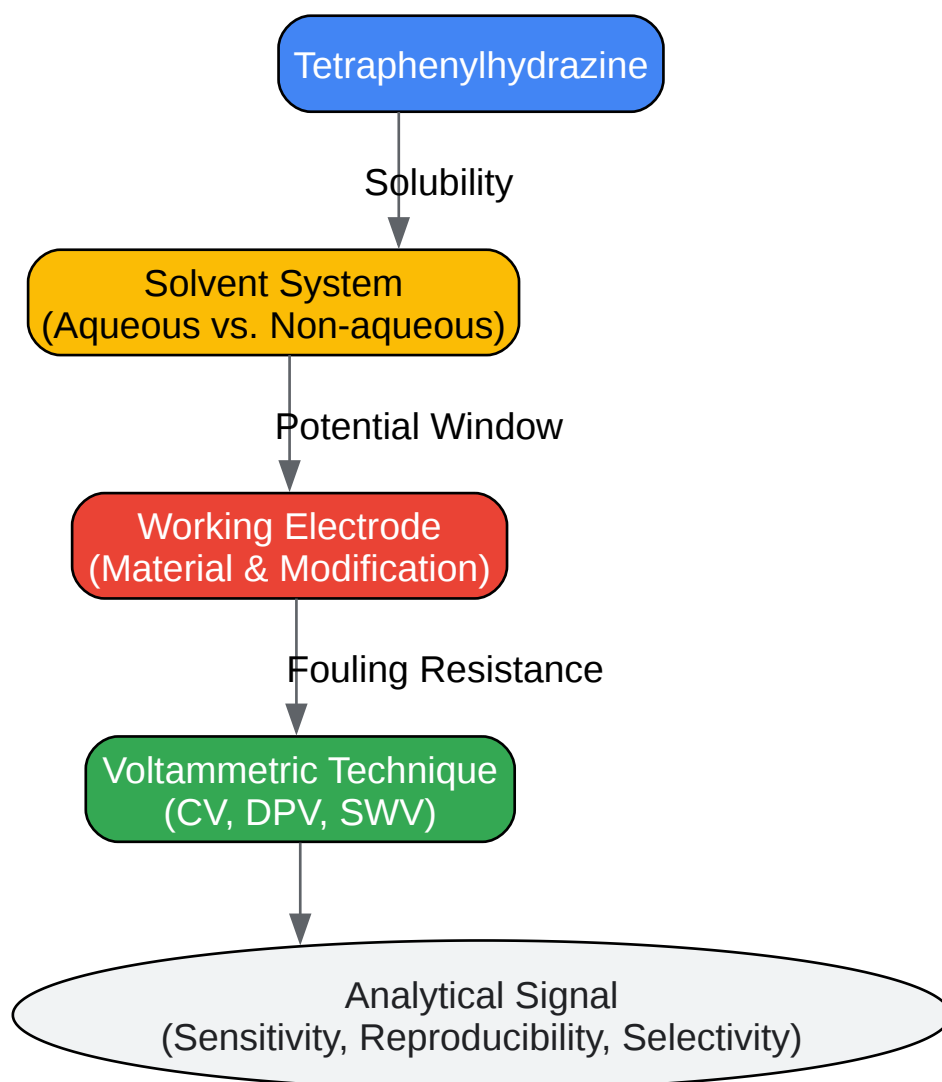 Tetraphenylhydrazine
Solubility
Solvent System
(Aqueous vs. Non-aqueous)
Potential Window
Working Electrode
(Material & Modification)
Fouling Resistance
Voltammetric Technique
(CV, DPV, SWV)
Analytical Signal
(Sensitivity, Reproducibility, Selectivity)